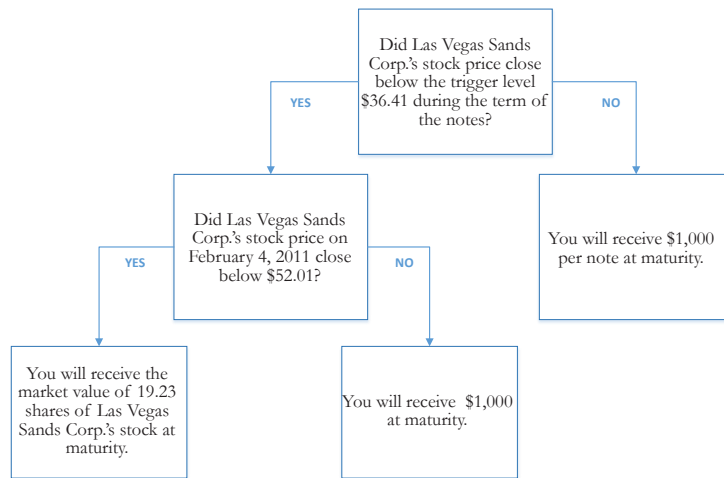 Did Las Vegas Sands
Corp.'s stock price close
below the trigger level
$36.41 during the term of
the notes?
YES
NO
Did Las Vegas Sands
Corp.'s stock price on
February 4, 2011 close
below $52.01?
You will receive $1,000
per note at maturity.
YES
NO
You will receive the
market value of 19.23
shares of Las Vegas
Sands Corp.'s stock at
maturity.
You will receive $1,000
at maturity.